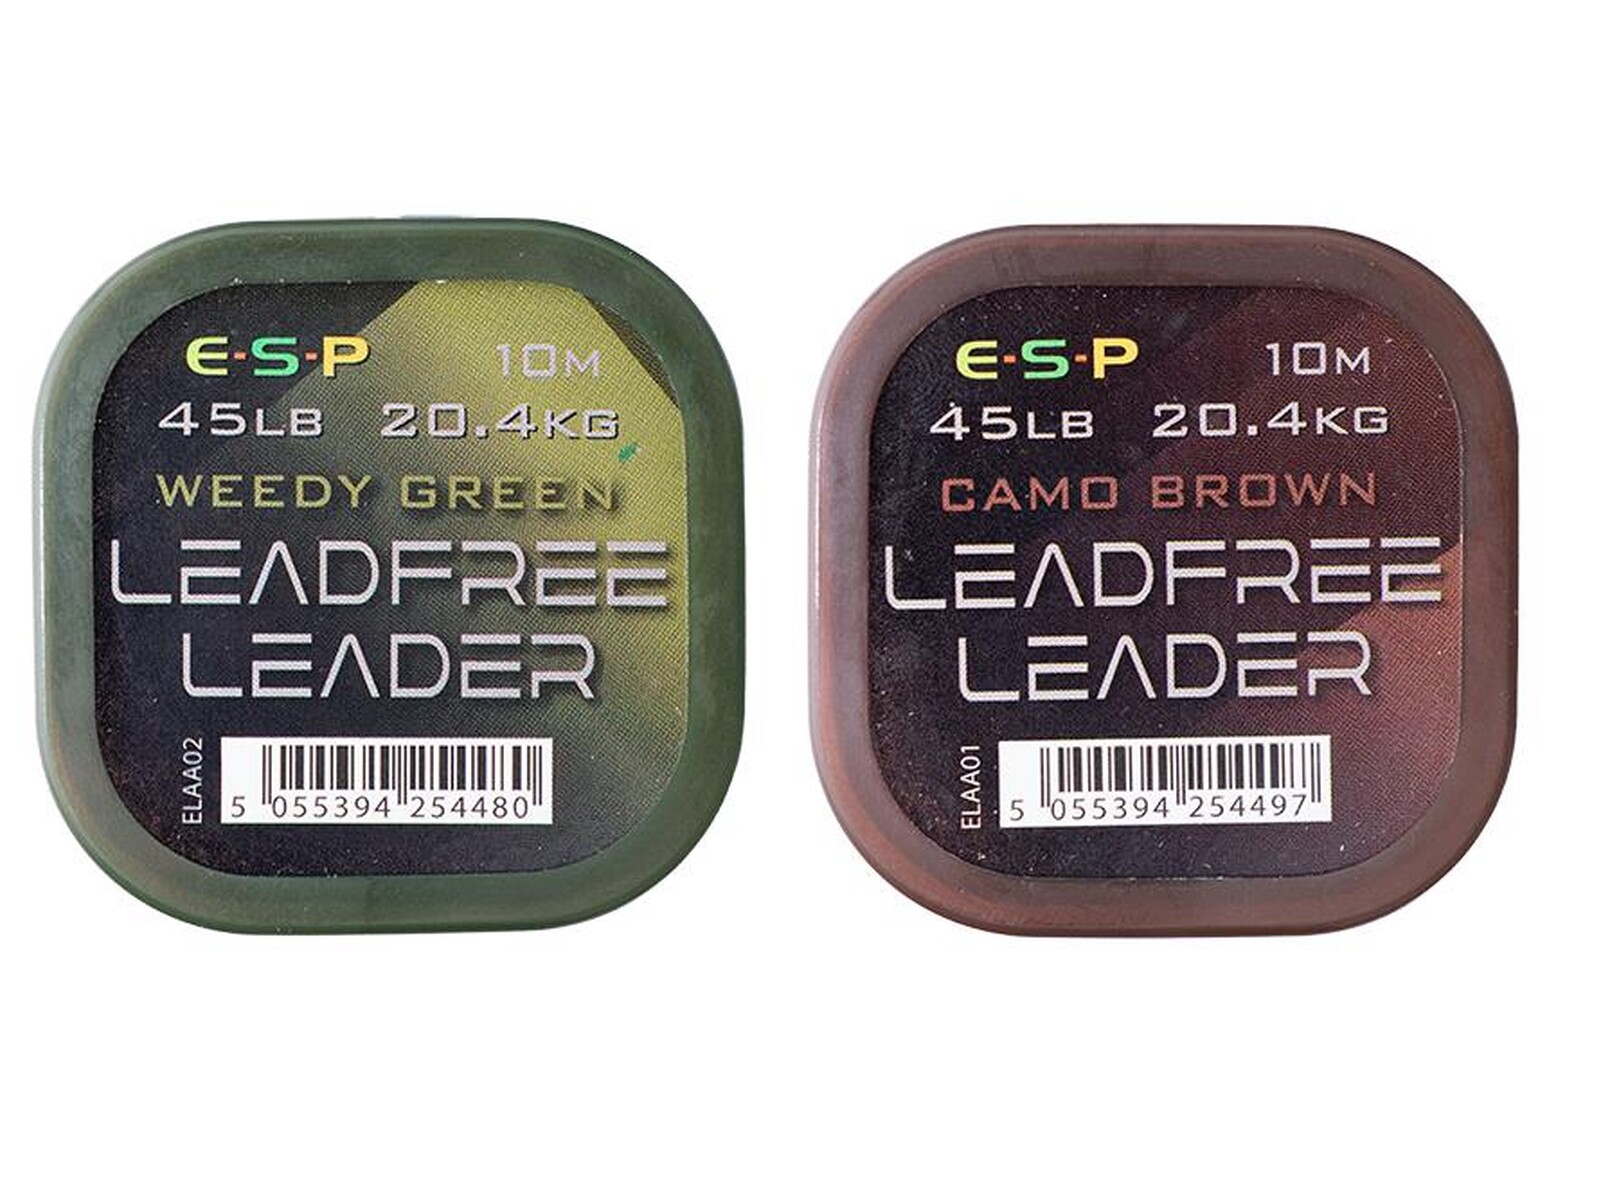 E-S-P 10M
45LB 20.4KG
WEEDY GREEN
LEADFREE
LEADER
ELAA02
5 055394 254480
E-S-P 10M
45LB 20.4KG
CAMO BROWN
LEADFREE
LEADER
ELAA01
5 055394 254497